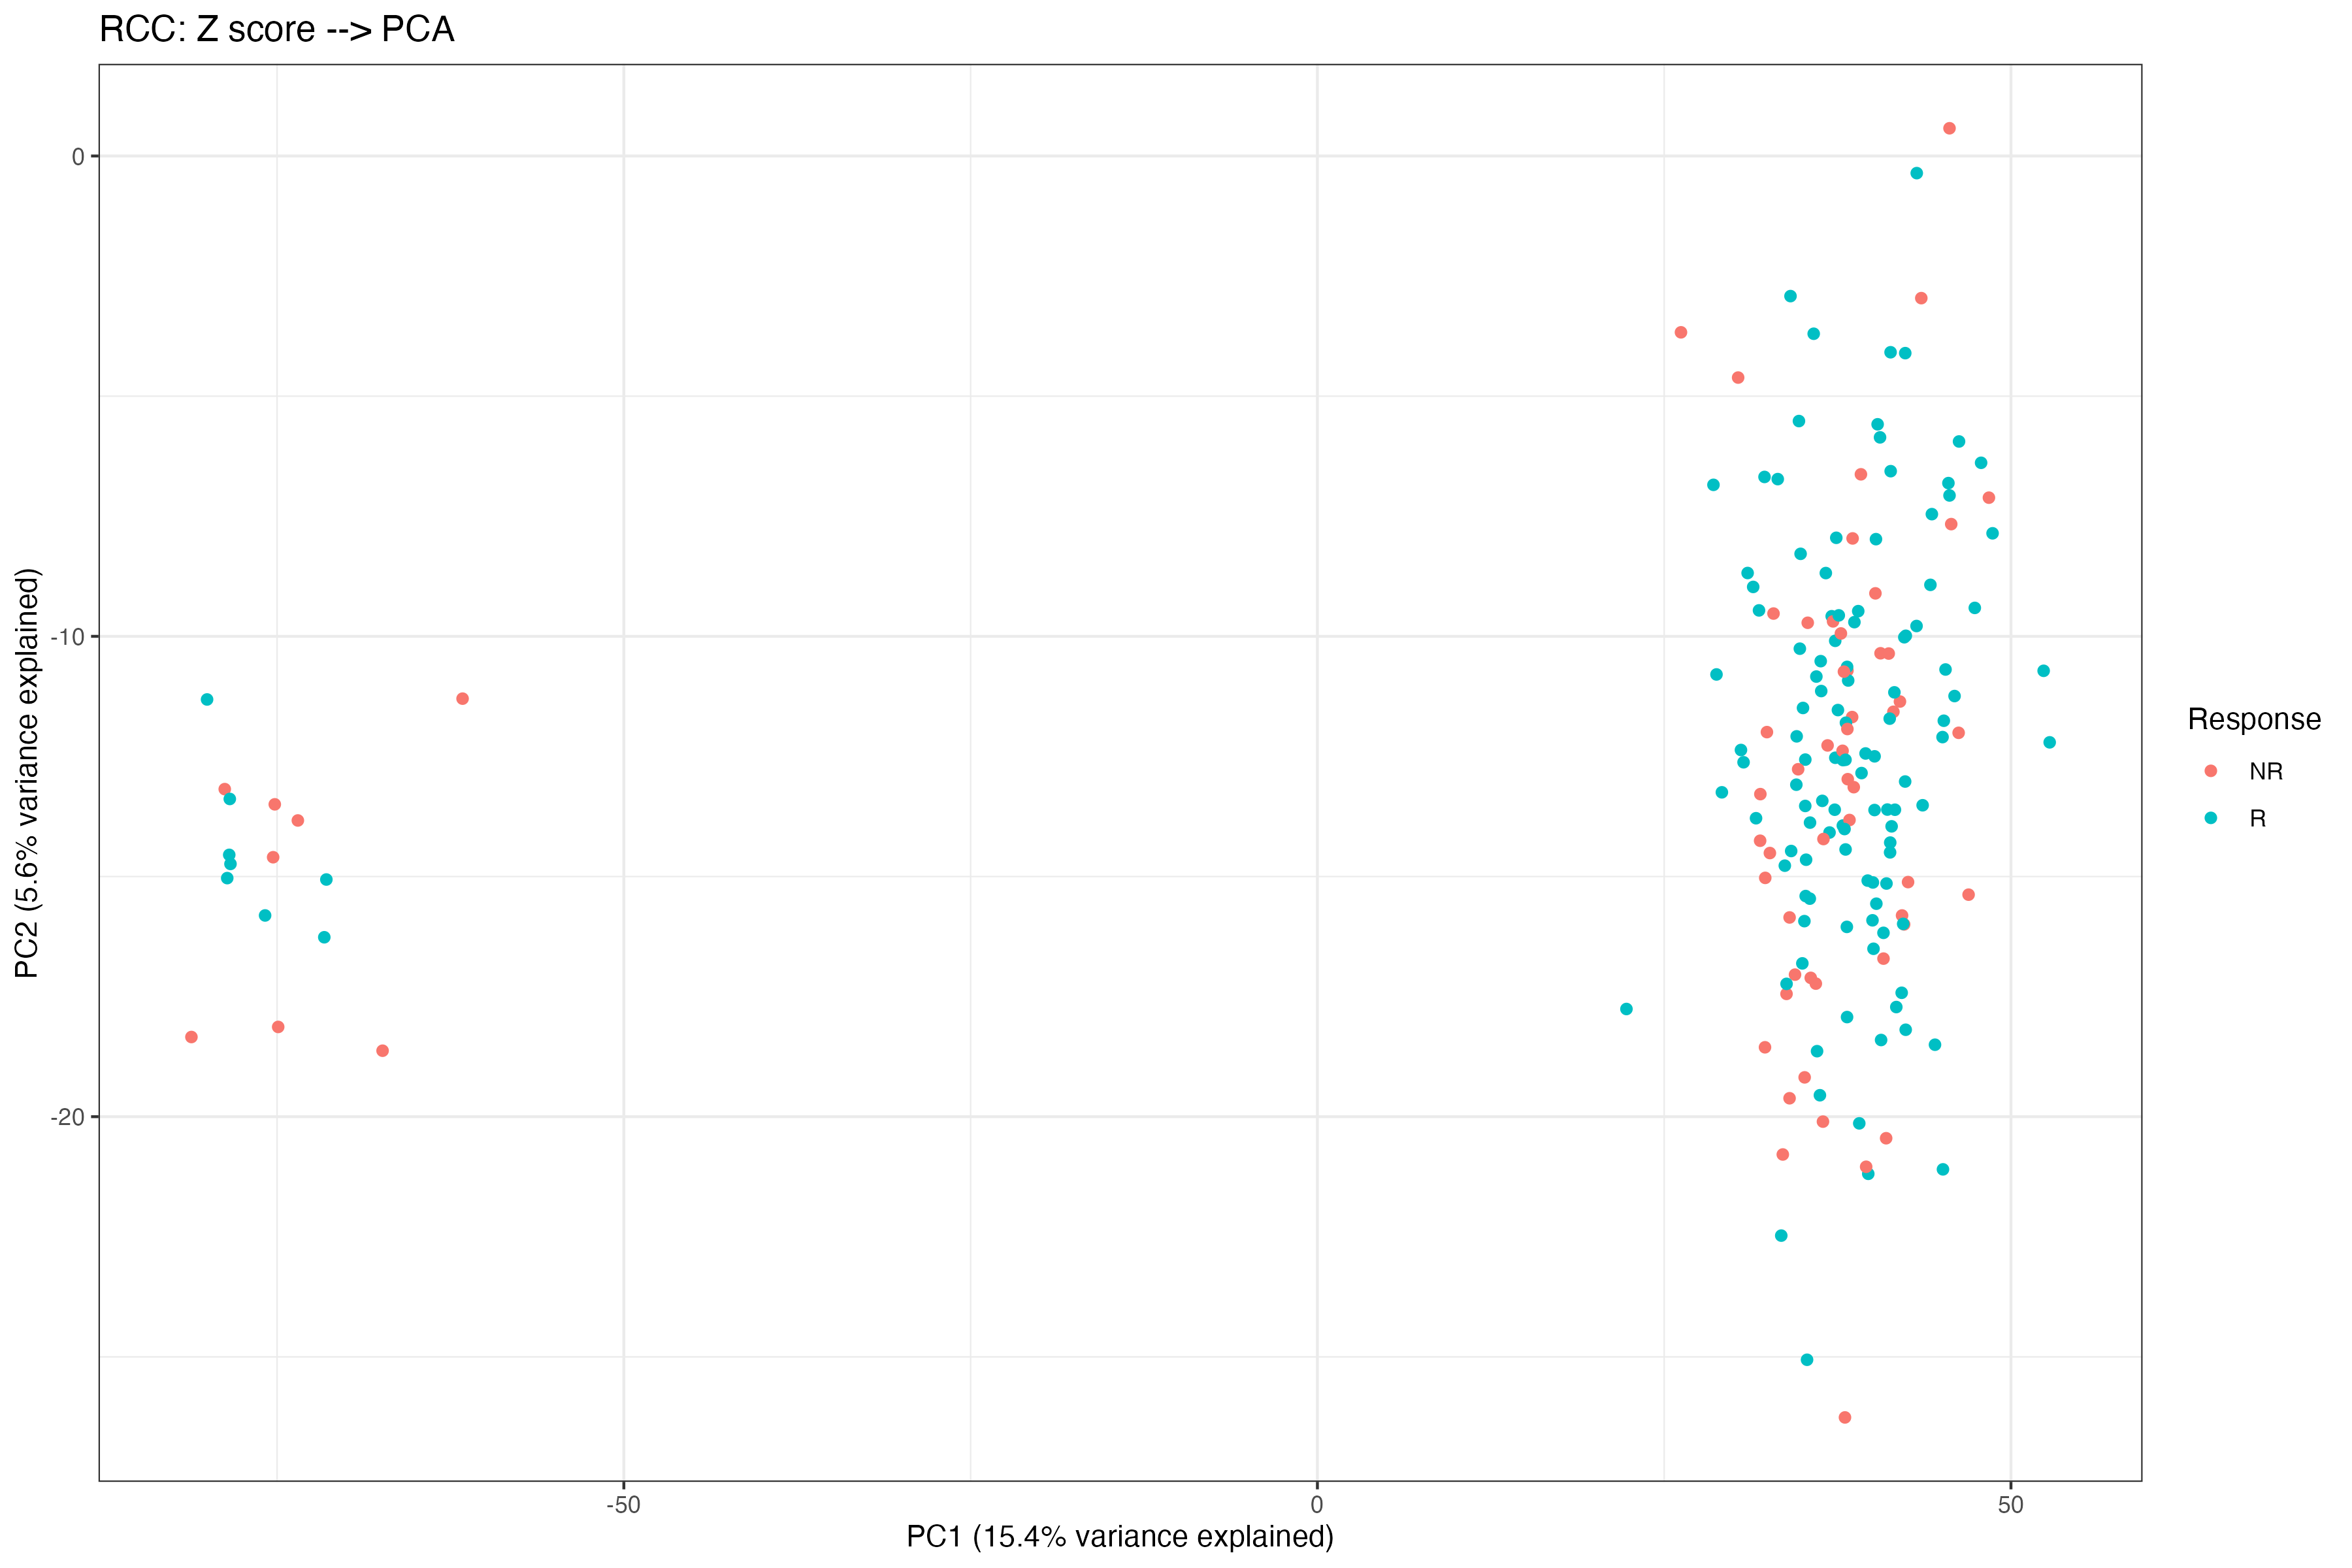 RCC: Z score --> PCA
0
-10
-20
PC2 (5.6% variance explained)
-50
0
50
PC1 (15.4% variance explained)
Response
NR
R